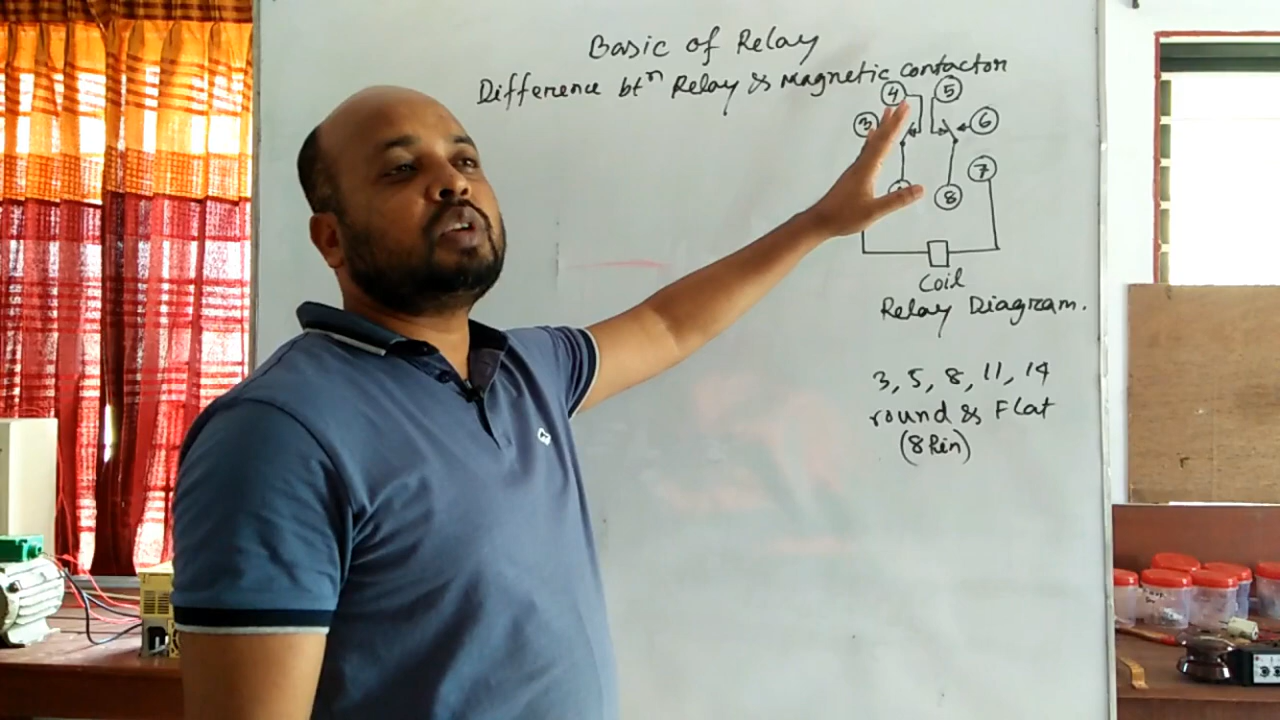 Basic of Relay
Difference btⁿ Relay & Magnetic contactor
4 5
3 6
7
8
Coil
Relay Diagram.
3, 5, 8, 11, 14
round & Flat
(8 Pin)